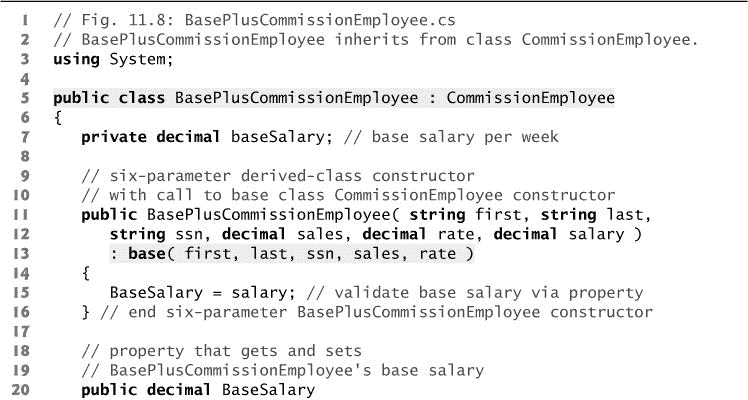 1 // Fig. 11.8: BasePlusCommissionEmployee.cs
2 // BasePlusCommissionEmployee inherits from class CommissionEmployee.
3 using System;
4
5 public class BasePlusCommissionEmployee : CommissionEmployee
6 {
7 private decimal baseSalary; // base salary per week
8
9 // six-parameter derived-class constructor
10 // with call to base class CommissionEmployee constructor
11 public BasePlusCommissionEmployee( string first, string last,
12 string ssn, decimal sales, decimal rate, decimal salary )
13 : base( first, last, ssn, sales, rate )
14 {
15 BaseSalary = salary; // validate base salary via property
16 } // end six-parameter BasePlusCommissionEmployee constructor
17
18 // property that gets and sets
19 // BasePlusCommissionEmployee's base salary
20 public decimal BaseSalary